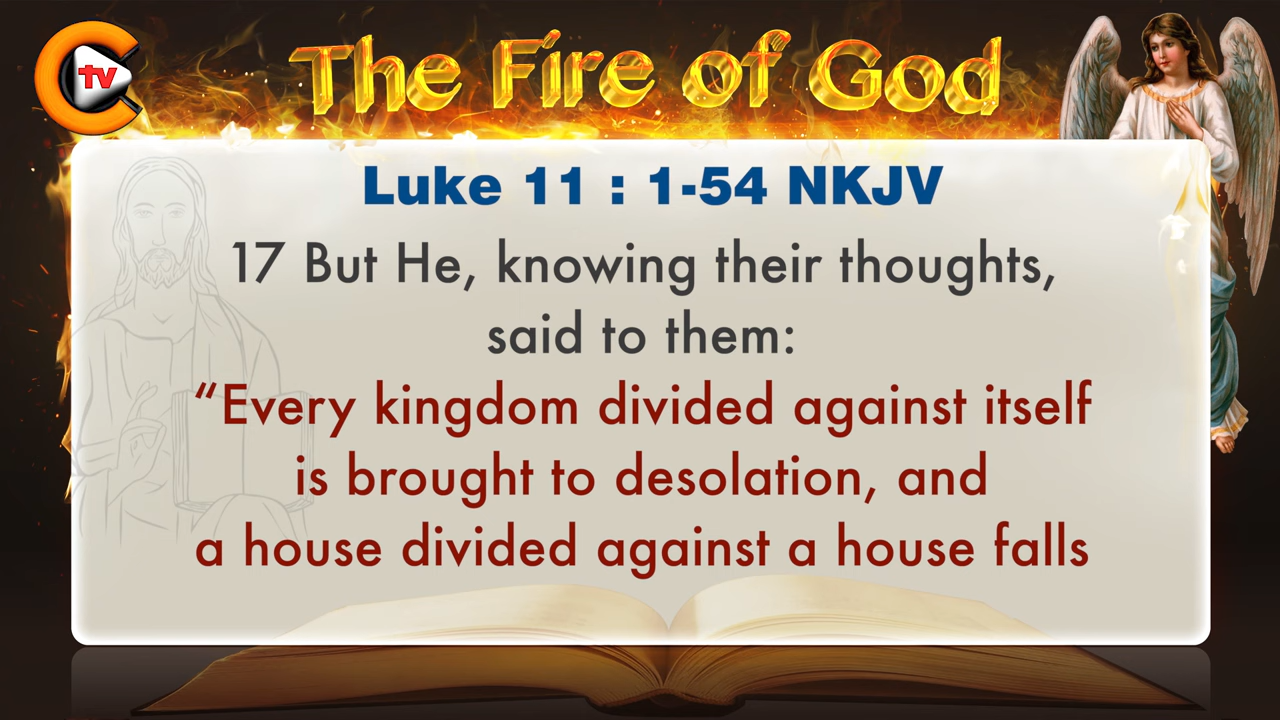 tv
The Fire of God
Luke 11 : 1-54 NKJV
17 But He, knowing their thoughts,
said to them:
“Every kingdom divided against itself
is brought to desolation, and
a house divided against a house falls